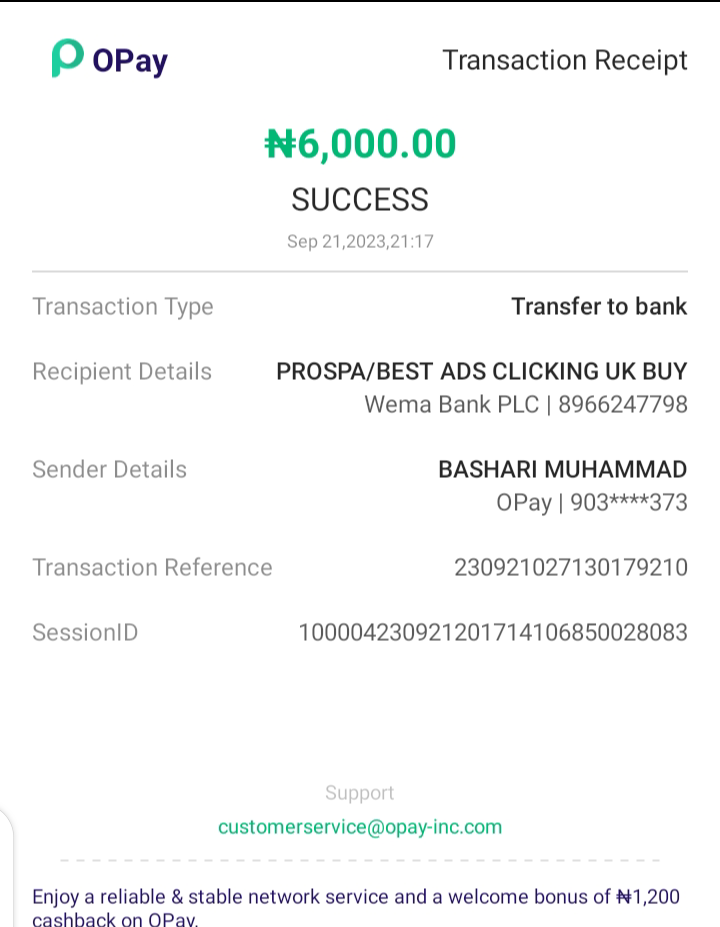 OPay
Transaction Receipt
₦6,000.00
SUCCESS
Sep 21,2023,21:17
Transaction Type
Transfer to bank
Recipient Details
PROSPA/BEST ADS CLICKING UK BUY
Wema Bank PLC | 8966247798
Sender Details
BASHARI MUHAMMAD
OPay | 903****373
Transaction Reference
230921027130179210
SessionID
100004230921201714106850028083
Support
customerservice@opay-inc.com
Enjoy a reliable & stable network service and a welcome bonus of ₦1,200
cashback on OPay.